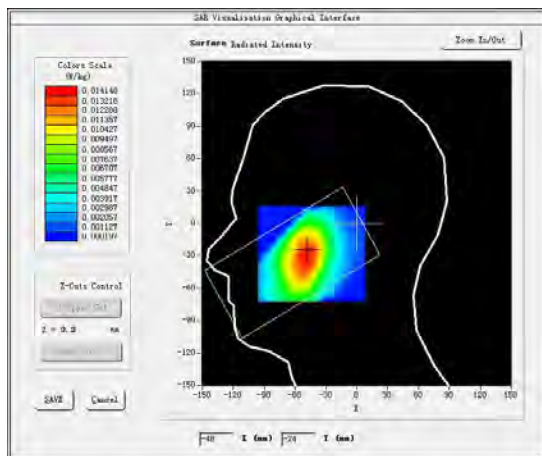 SAR Visualisation Graphical Interface
Surface Radiated Intensity
Zoom In/Out
Colors Scale
(W/kg)
0.014148
0.013218
0.012288
0.011357
0.010427
0.009497
0.008567
0.007637
0.006707
0.005777
0.004847
0.003917
0.002987
0.002057
0.001127
0.000197
150
120
90
60
30
0
-30
-60
-90
-120
-150
-150 -120 -90 -60 -30 0 30 60 90 120 150
X
Z-Cuts Control
mm
SAVE
Cancel
-48 X (mm) -24 Y (mm)